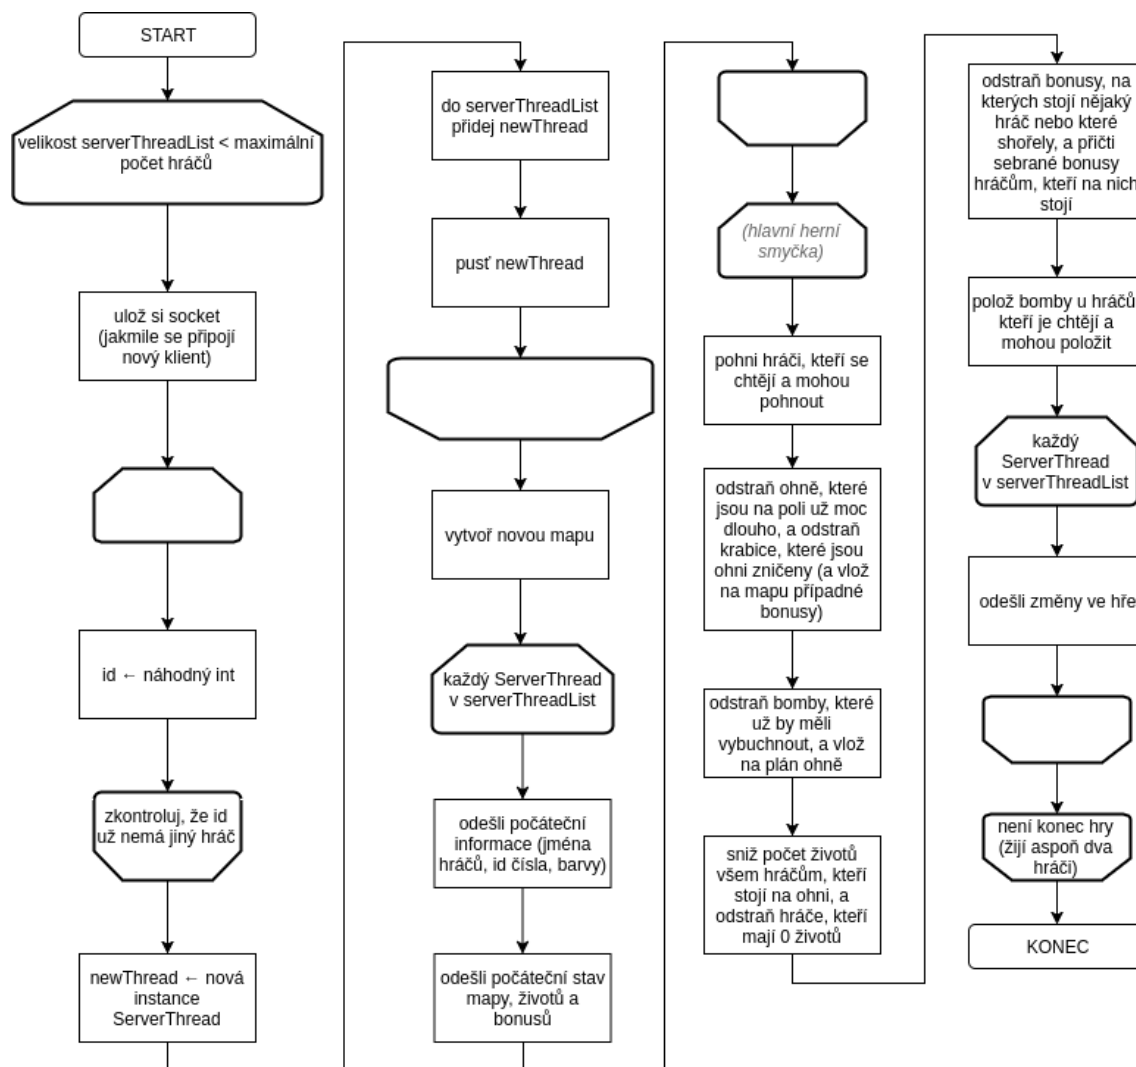 START
velikost serverThreadList < maximální
počet hráčů
ulož si socket
(jakmile se připojí
nový klient)
id ← náhodný int
zkontroluj, že id
už nemá jiný hráč
newThread ← nová
instance
ServerThread
do serverThreadList
přidej newThread
pusť newThread
vytvoř novou mapu
každý ServerThread
v serverThreadList
odešli počáteční
informace (jména
hráčů, id čísla, barvy)
odešli počáteční stav
mapy, životů a
bonusů
(hlavní herní
smyčka)
pohni hráči, kteří se
chtějí a mohou
pohnout
odstraň ohně, které
jsou na poli už moc
dlouho, a odstraň
krabice, které jsou
ohni zničeny (a vlož
na mapu případné
bonusy)
odstraň bomby, které
už by měli
vybuchnout, a vlož
na plán ohně
sniž počet životů
všem hráčům, kteří
stojí na ohni, a
odstraň hráče, kteří
mají 0 životů
odstraň bonusy, na
kterých stojí nějaký
hráč nebo které
shořely, a přičti
sebrané bonusy
hráčům, kteří na nich
stojí
polož bomby u hráčů
kteří je chtějí a
mohou položit
každý
ServerThread
v serverThreadList
odešli změny ve hře
není konec hry
(žijí aspoň dva
hráči)
KONEC